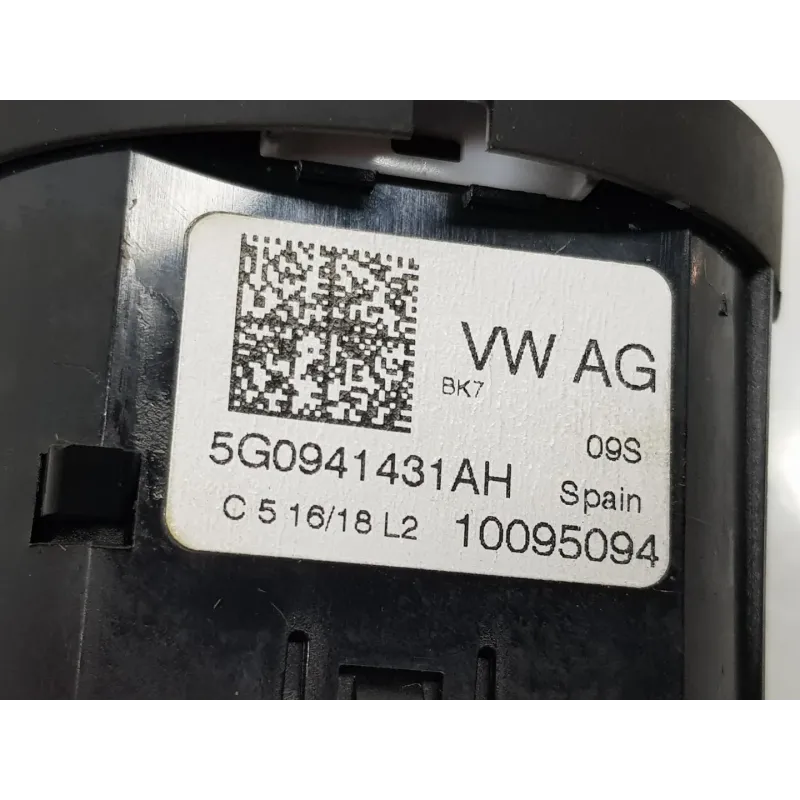 VW AG
BK7
09S
5G0941431AH
Spain
C 5 16/18 L2
10095094